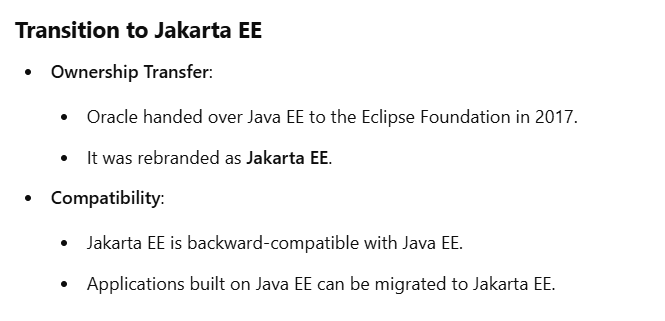 Transition to Jakarta EE
• Ownership Transfer:
• Oracle handed over Java EE to the Eclipse Foundation in 2017.
• It was rebranded as Jakarta EE.
• Compatibility:
• Jakarta EE is backward-compatible with Java EE.
• Applications built on Java EE can be migrated to Jakarta EE.